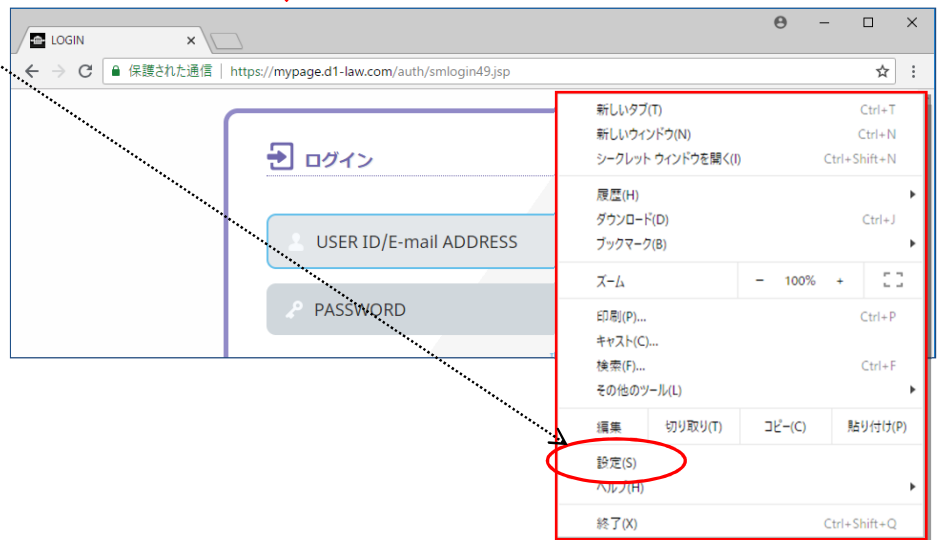 LOGIN
保護された通信 | https://mypage.d1-law.com/auth/smlogin49.jsp
ログイン
USER ID/E-mail ADDRESS
PASSWORD
新しいタブ(T) Ctrl+T
新しいウィンドウ(N) Ctrl+N
シークレット ウィンドウを開く(I) Ctrl+Shift+N
履歴(H)
ダウンロード(D) Ctrl+J
ブックマーク(B)
ズーム − 100% +
印刷(P)... Ctrl+P
キャスト(C)...
検索(F)... Ctrl+F
その他のツール(L)
編集 切り取り(T) コピー(C) 貼り付け(P)
設定(S)
ヘルプ(H)
終了(X) Ctrl+Shift+Q